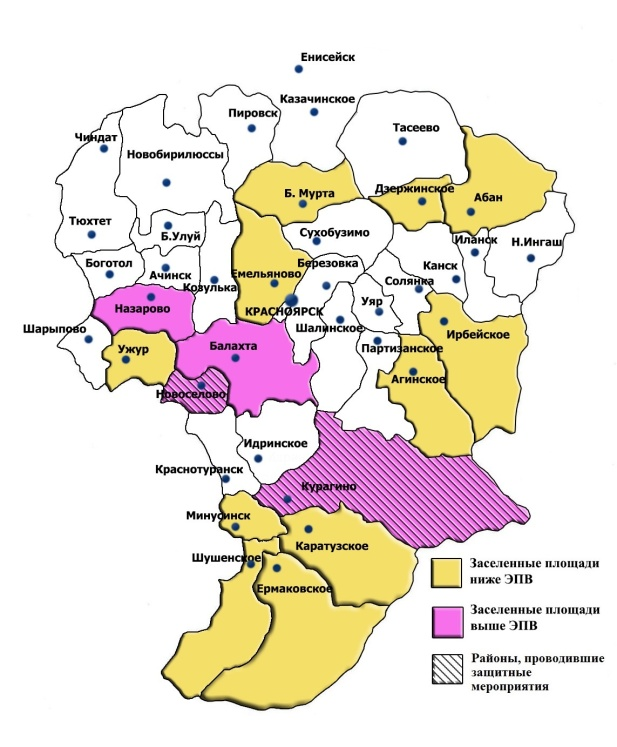 Енисейск
Казачинское
Пировск
Тасеево
Чиндат
Новобирилюссы
Дзержинское
Б. Мурта
Абан
Тюхтет
Б.Улуй
Сухобузимо
Иланск
Н.Ингаш
Боготол
Ачинск
Козулька
Емельяново
Березовка
Канск
Солянка
Назарово
КРАСНОЯРСК
Уяр
Шарыпово
Шалинское
Ирбейское
Ужур
Балахта
Партизанское
Агинское
Новоселово
Идринское
Краснотуранск
Курагино
Минусинск
Каратузское
Шушенское
Ермаковское
Заселенные площади
ниже ЭПВ
Заселенные площади
выше ЭПВ
Районы, проводившие
защитные
мероприятия